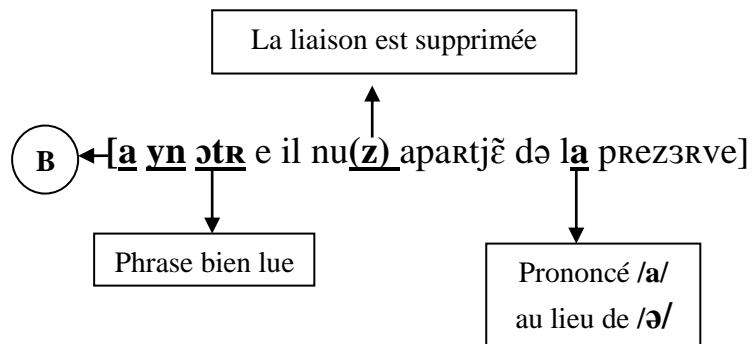 La liaison est supprimée
B
[a yn ɔtʀ e il nu(z) apaʀtjɛ̃ də la pʀezɜʀve]
Phrase bien lue
Prononcé /a/
au lieu de /ə/